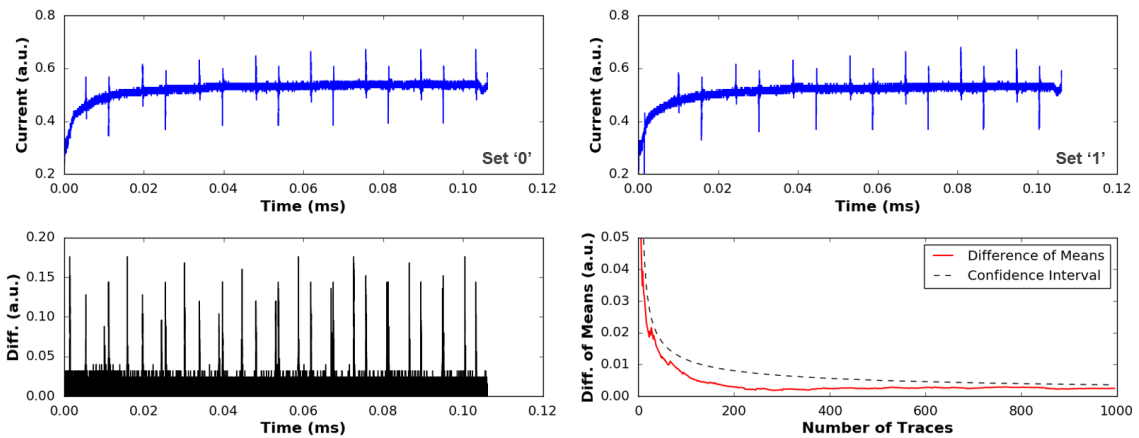 0.8
0.6
0.4
0.2
Current (a.u.)
0.00 0.02 0.04 0.06 0.08 0.10 0.12
Time (ms)
Set ‘0’
0.8
0.6
0.4
0.2
Current (a.u.)
0.00 0.02 0.04 0.06 0.08 0.10 0.12
Time (ms)
Set ‘1’
0.20
0.15
0.10
0.05
0.00
Diff. (a.u.)
0.00 0.02 0.04 0.06 0.08 0.10 0.12
Time (ms)
0.05
0.04
0.03
0.02
0.01
0.00
Diff. of Means (a.u.)
Difference of Means
Confidence Interval
0 200 400 600 800 1000
Number of Traces